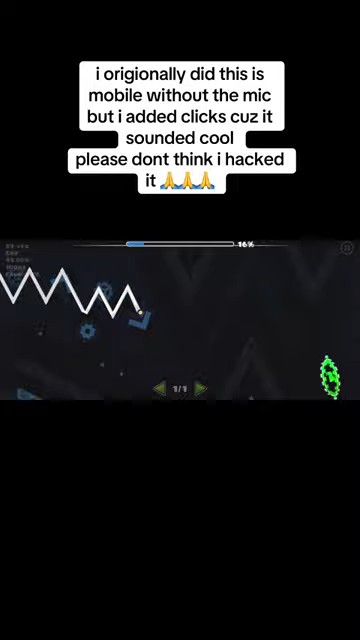 i origionally did this is
mobile without the mic
but i added clicks cuz it
sounded cool
please dont think i hacked
it 🙏🙏🙏
16%
1/1